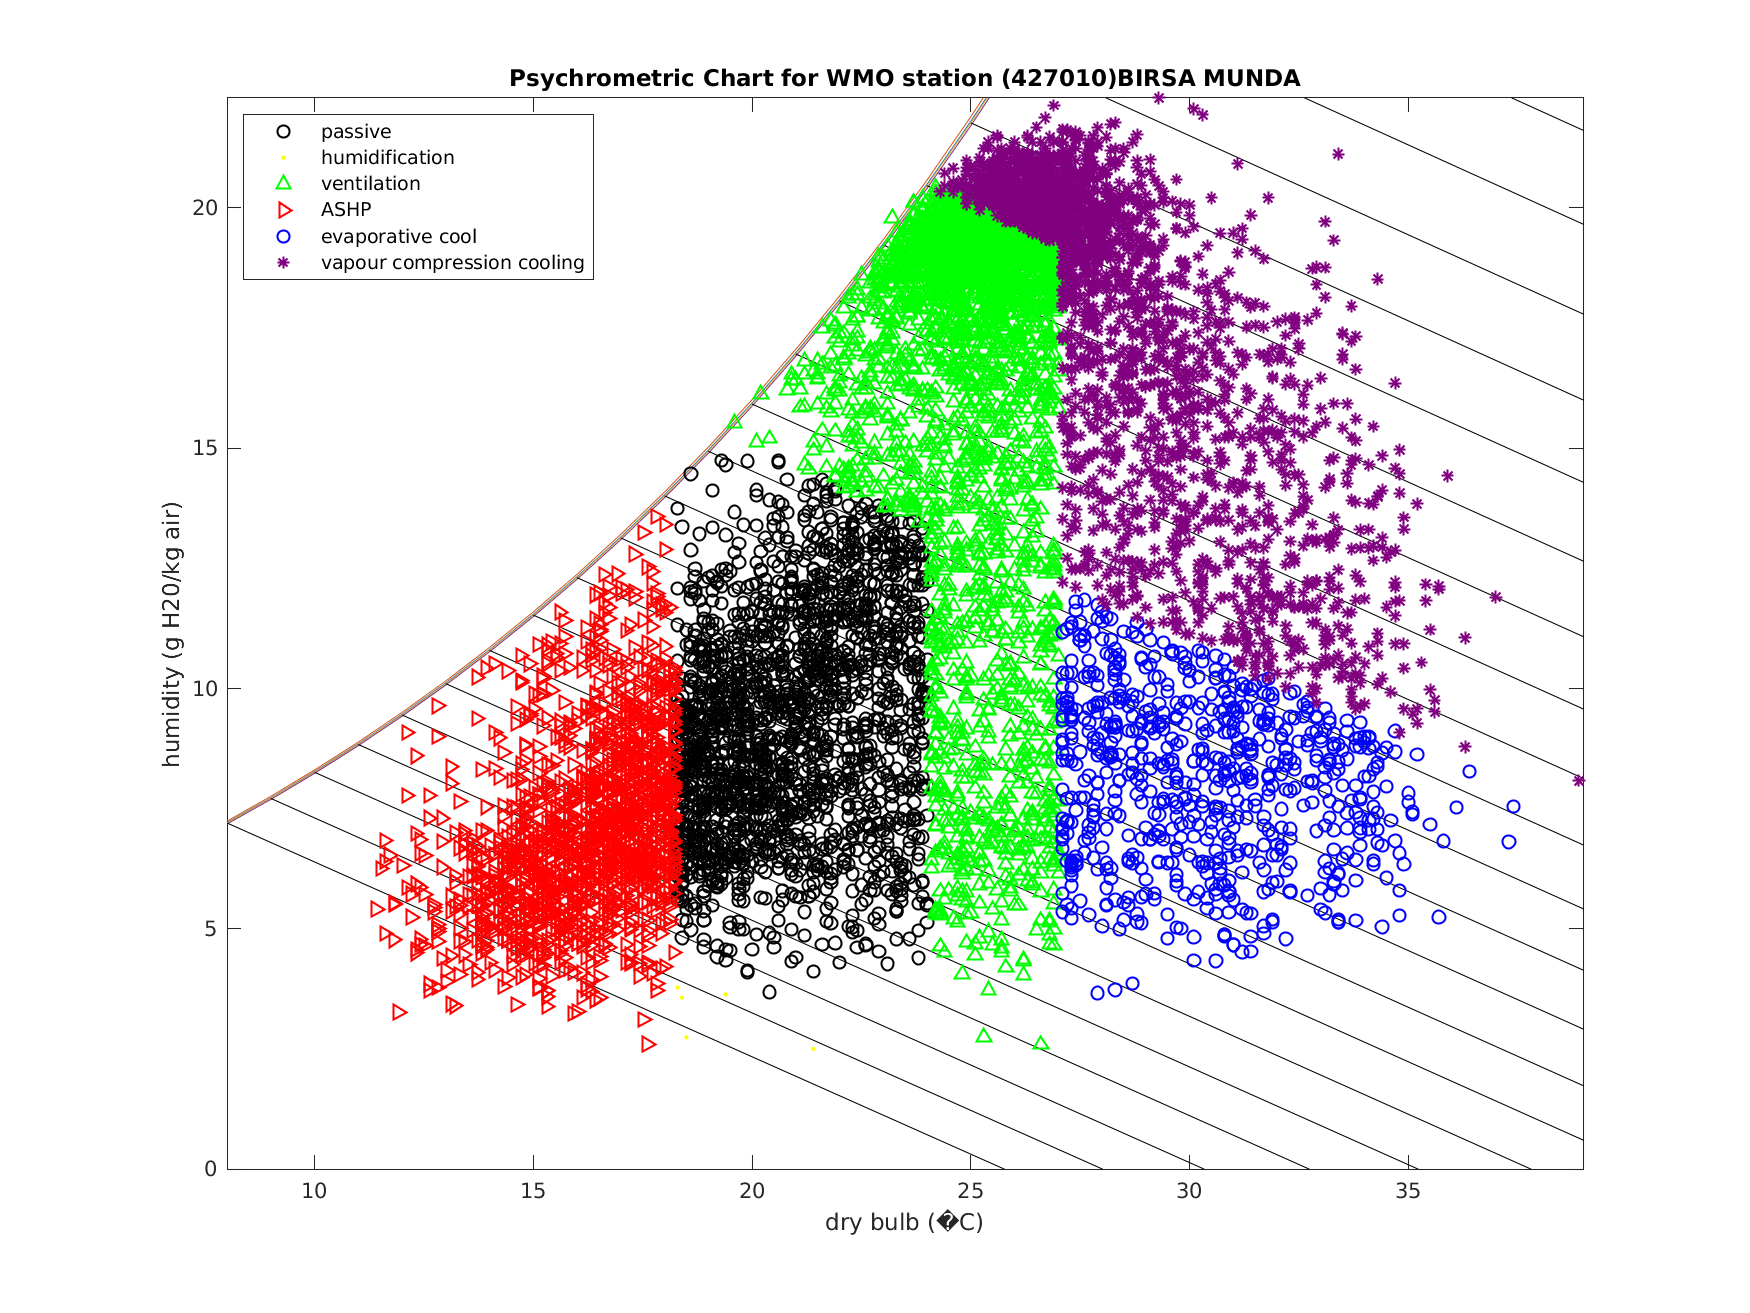 Psychrometric Chart for WMO station (427010)BIRSA MUNDA
passive
humidification
ventilation
ASHP
evaporative cool
vapour compression cooling
humidity (g H20/kg air)
20
15
10
5
0
10 15 20 25 30 35
dry bulb (�C)